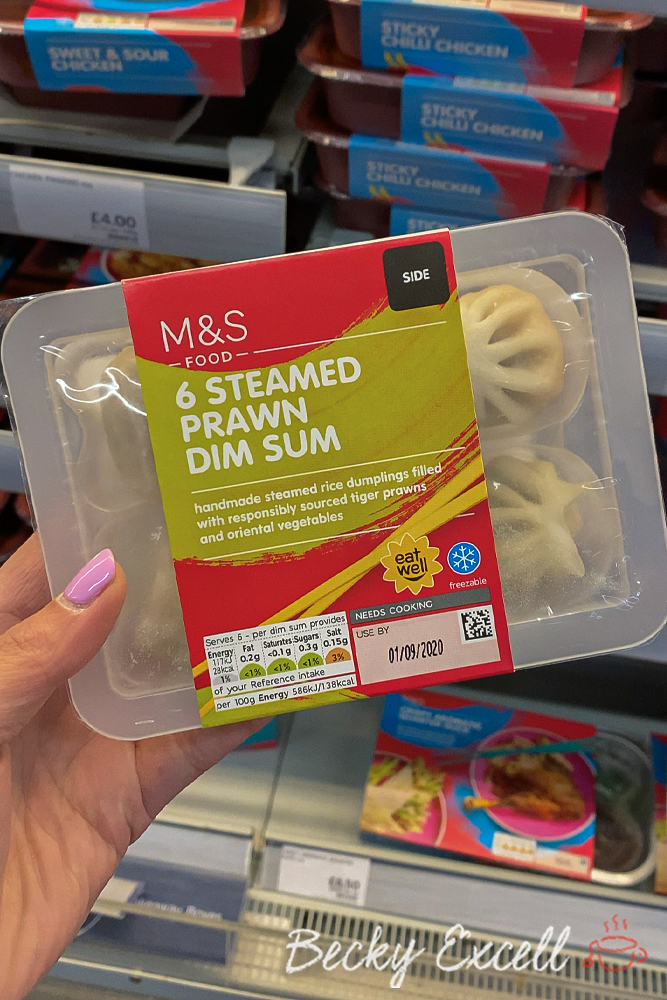 SWEET & SOUR
CHICKEN
STICKY
CHILLI CHICKEN
STICKY
CHILLI CHICKEN
STICKY
CHILLI CHICKEN
£4.00
SIDE
M&S
FOOD
6 STEAMED
PRAWN
DIM SUM
handmade steamed rice dumplings filled
with responsibly sourced tiger prawns
and oriental vegetables
eat
well
freezable
NEEDS COOKING
USE BY
01/09/2020
Serves 6 - per dim sum provides
Energy Fat Saturates Sugars Salt
117kJ 0.2g <0.1g 0.3g 0.15g
28kcal
1% <1% <1% <1% 3%
of your Reference intake
per 100g Energy 586kJ/138kcal
£6.50
Becky Excell